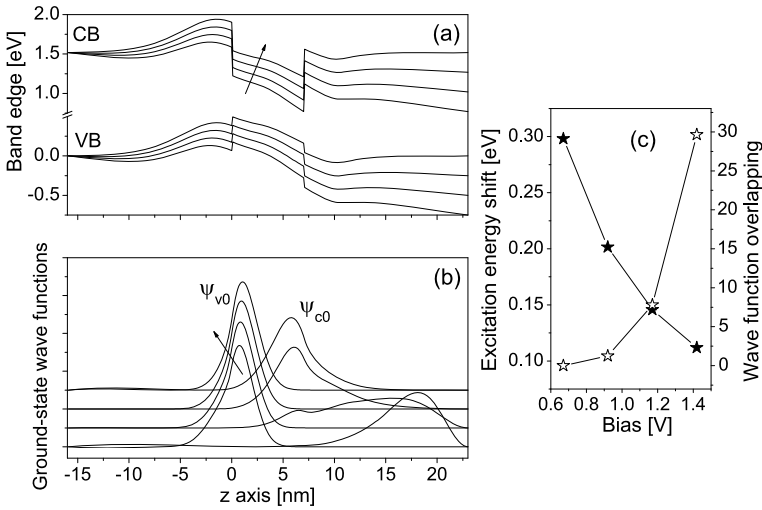 (a)
CB
VB
Band edge [eV]
2.0
1.5
1.0
0.0
-0.5
(b)
ψv0
ψc0
Ground-state wave functions
-15
-10
-5
0
5
10
15
20
z axis [nm]
(c)
Excitation energy shift [eV]
0.30
0.25
0.20
0.15
0.10
Wave function overlapping
30
25
20
15
10
5
0
0.6
0.8
1.0
1.2
1.4
Bias [V]